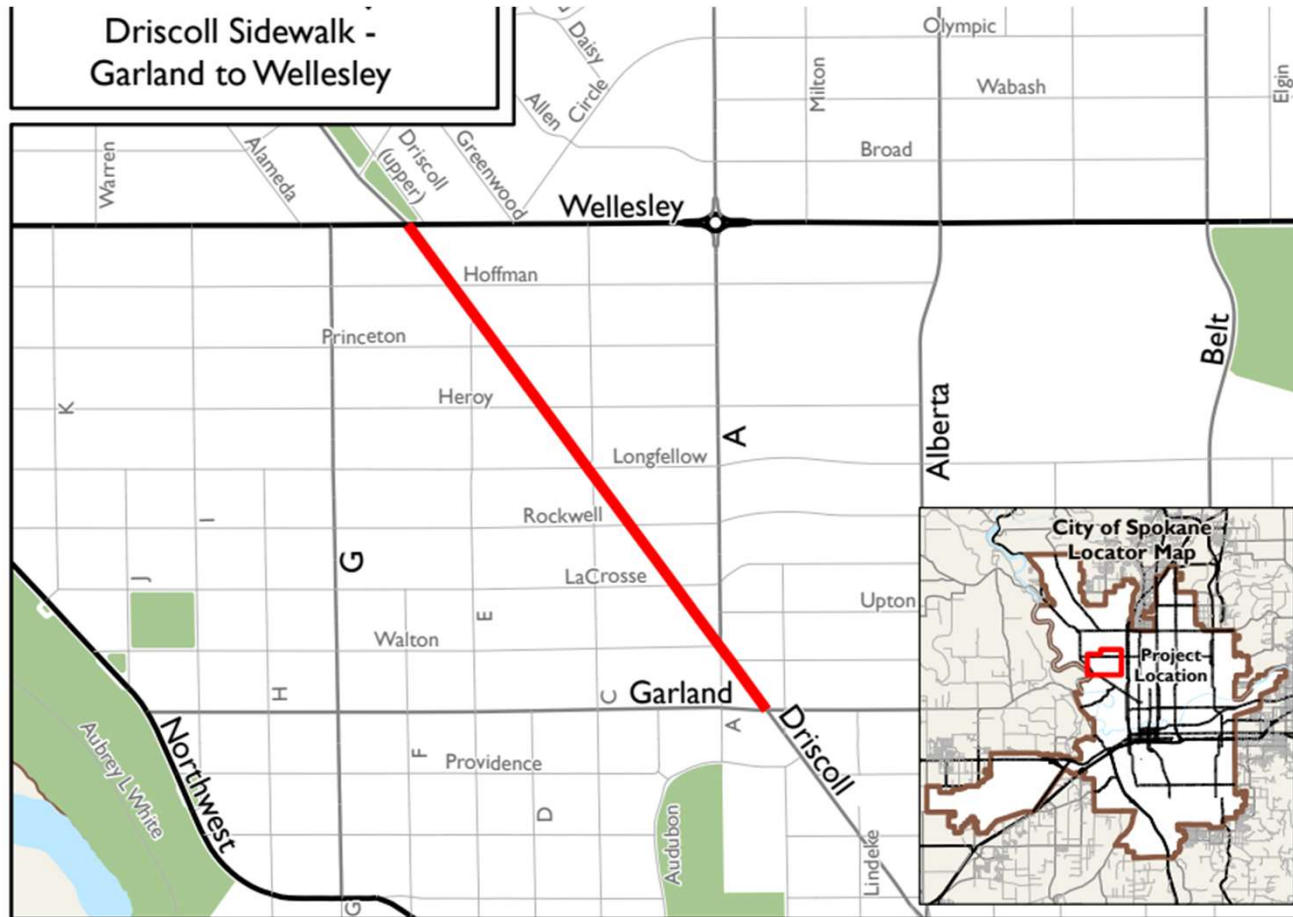 Driscoll Sidewalk -
Garland to Wellesley
Olympic
Daisy
Circle
Allen
Milton
Wabash
Elgin
Broad
Warren
Alameda
Driscoll
(upper)
Greenwood
Wellesley
Hoffman
Princeton
Belt
K
Heroy
Alberta
A
Longfellow
I
Rockwell
G
J
LaCrosse
E
Upton
Walton
H
C
Garland
A
Driscoll
Northwest
F
Providence
Aubrey L White
D
Audubon
Lindeke
G
City of Spokane
Locator Map
Project
Location